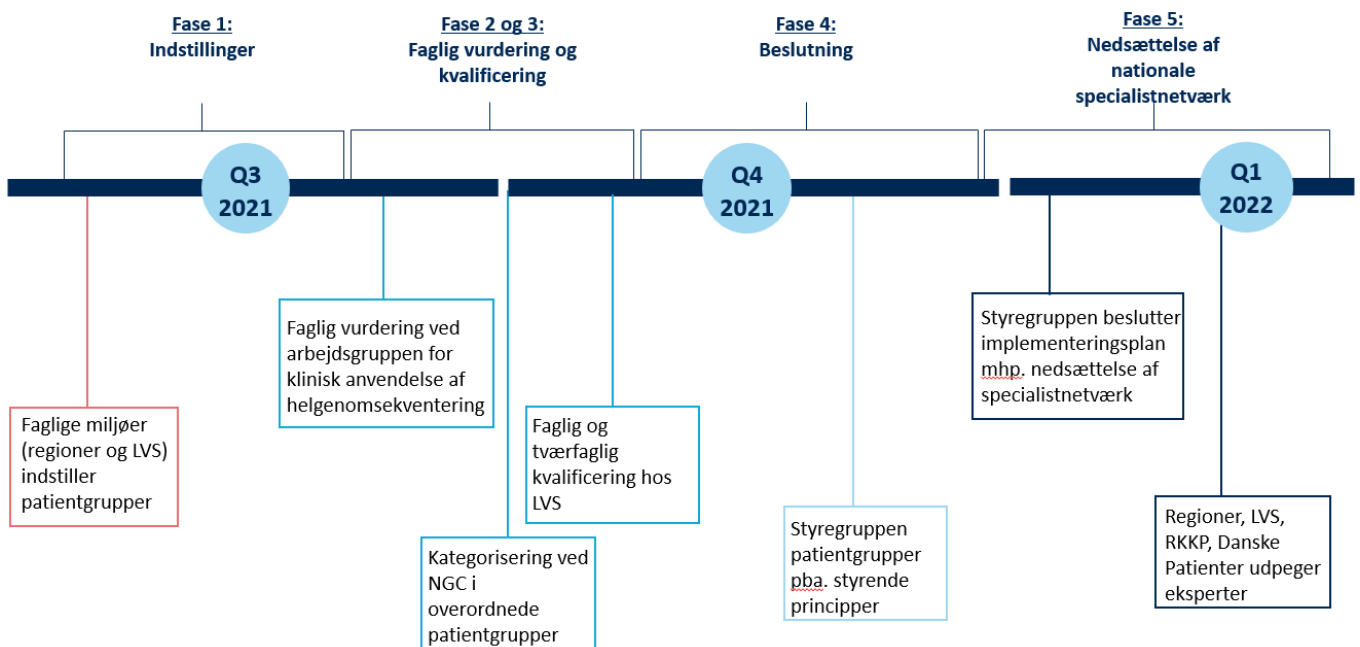 Fase 1:
Indstillinger
Fase 2 og 3:
Faglig vurdering og
kvalificering
Fase 4:
Beslutning
Fase 5:
Nedsættelse af
nationale
specialistnetværk
Q3
2021
Q4
2021
Q1
2022
Faglige miljøer
(regioner og LVS)
indstiller
patientgrupper
Faglig vurdering ved
arbejdsgruppen for
klinisk anvendelse af
helgenomsekventering
Kategorisering ved
NGC i
overordnede
patientgrupper
Faglig og
tværfaglig
kvalificering hos
LVS
Styregruppen
patientgrupper
pba. styrende
principper
Styregruppen beslutter
implementeringsplan
mhp. nedsættelse af
specialistnetværk
Regioner, LVS,
RKKP, Danske
Patienter udpeger
eksperter